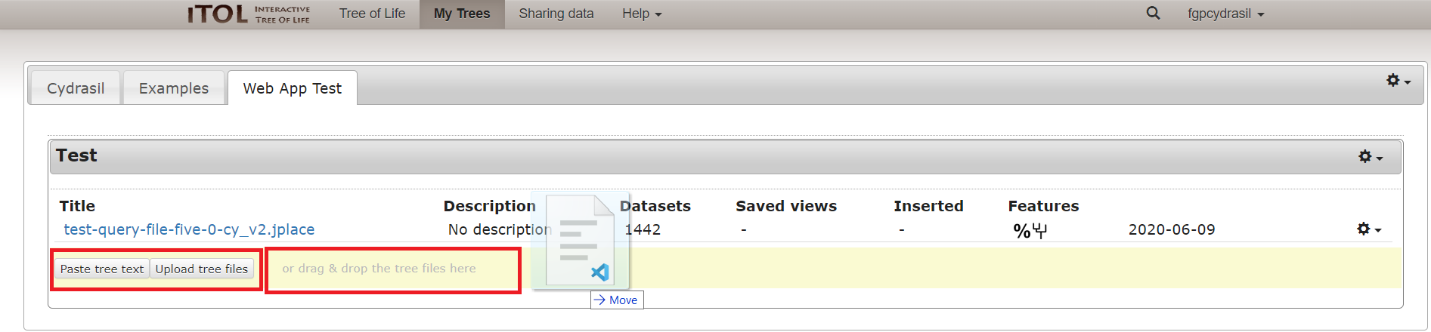 iTOL INTERACTIVE TREE OF LIFE Tree of Life My Trees Sharing data Help fgpcydrasil
Cydrasil Examples Web App Test
Test
Title Description Datasets Saved views Inserted Features
test-query-file-five-0-cy_v2.jplace No description 1442 - - % 2020-06-09
Paste tree text Upload tree files or drag & drop the tree files here
Move